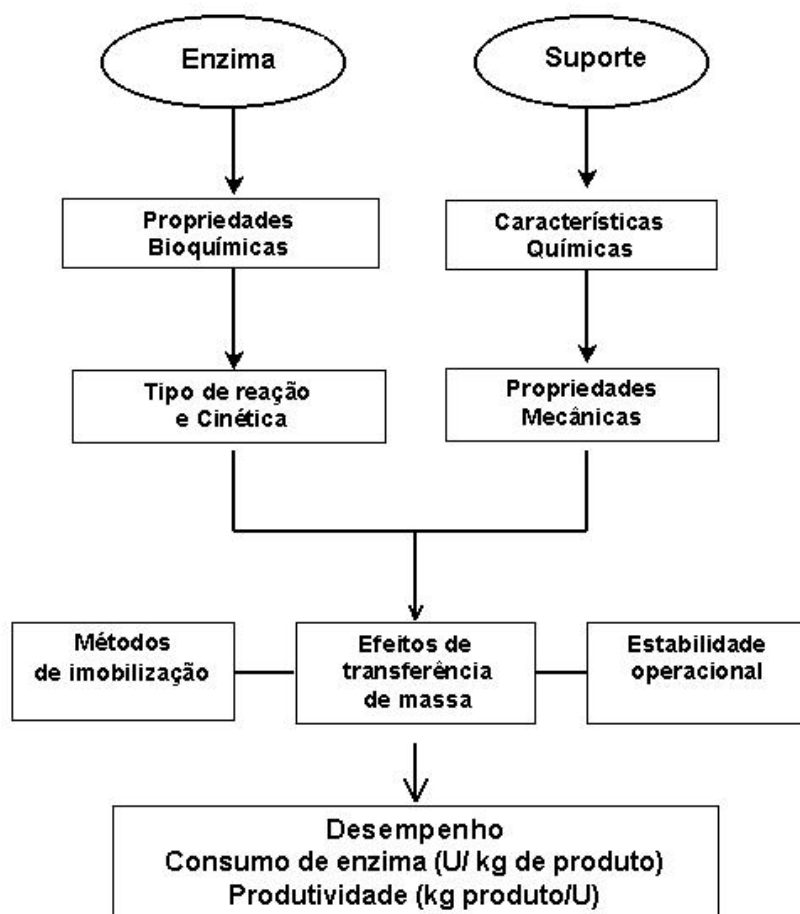 Enzima
Suporte
Propriedades
Bioquímicas
Características
Químicas
Tipo de reação
e Cinética
Propriedades
Mecânicas
Métodos
de imobilização
Efeitos de
transferência
de massa
Estabilidade
operacional
Desempenho
Consumo de enzima (U/ kg de produto)
Produtividade (kg produto/U)